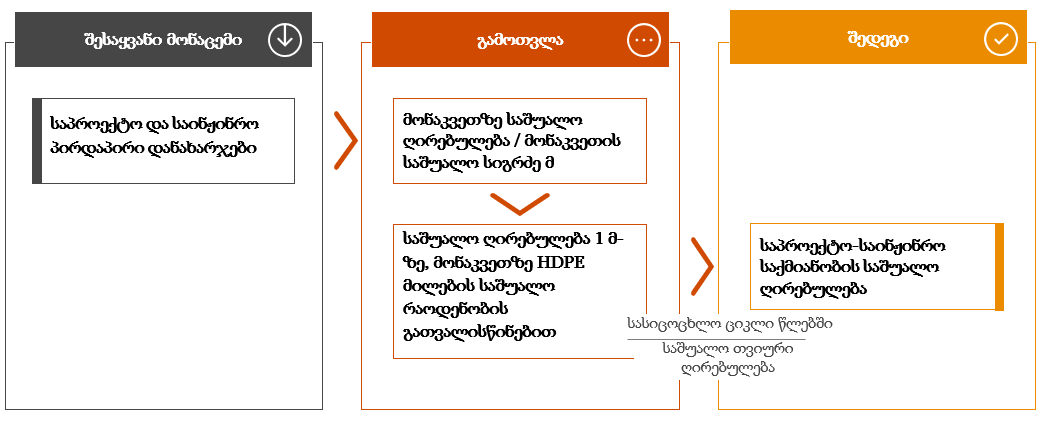 შესაყვანი მონაცემი
გამოთვლა
შედეგი
საპროექტო და საინჟინრო
პირდაპირი დანახარჯები
მონაკვეთზე საშუალო
ღირებულება / მონაკვეთის
საშუალო სიგრძე მ
საშუალო ღირებულება 1 მ-
ზე, მონაკვეთზე HDPE
მილების საშუალო
რაოდენობის
გათვალისწინებით
საპროექტო-საინჟინრო
საქმიანობის საშუალო
ღირებულება
სასიცოცხლო ციკლი წლებში
საშუალო თვიური
ღირებულება